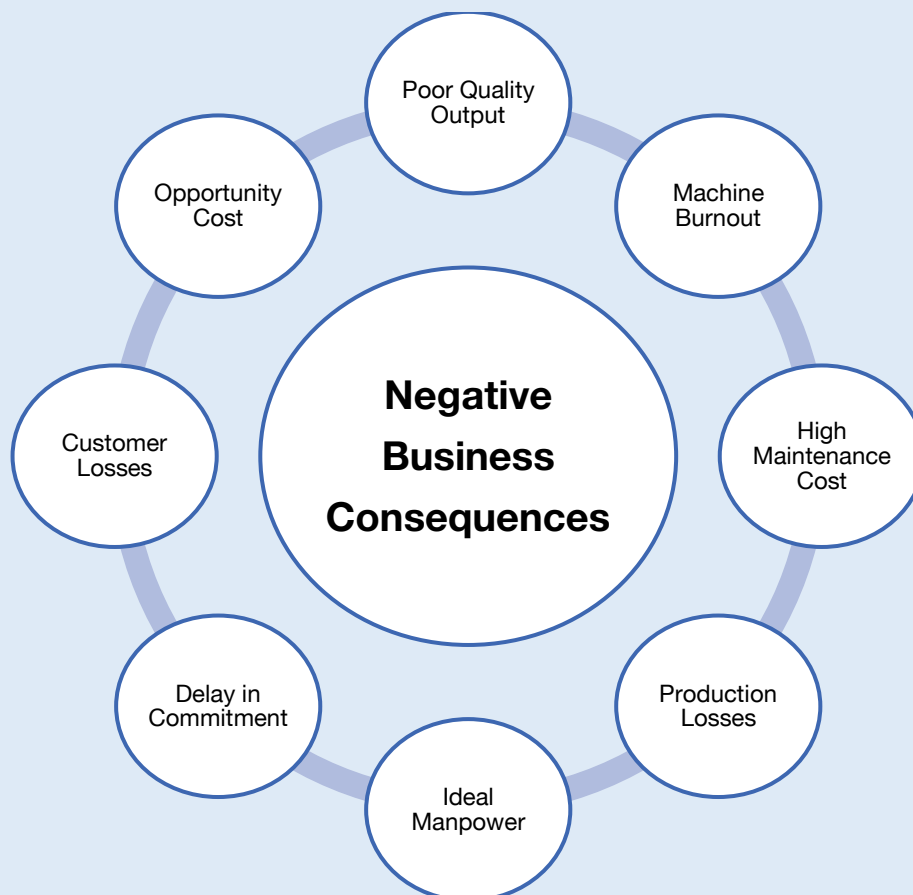 Poor Quality
Output
Machine
Burnout
High
Maintenance
Cost
Production
Losses
Ideal
Manpower
Delay in
Commitment
Customer
Losses
Opportunity
Cost
Negative
Business
Consequences